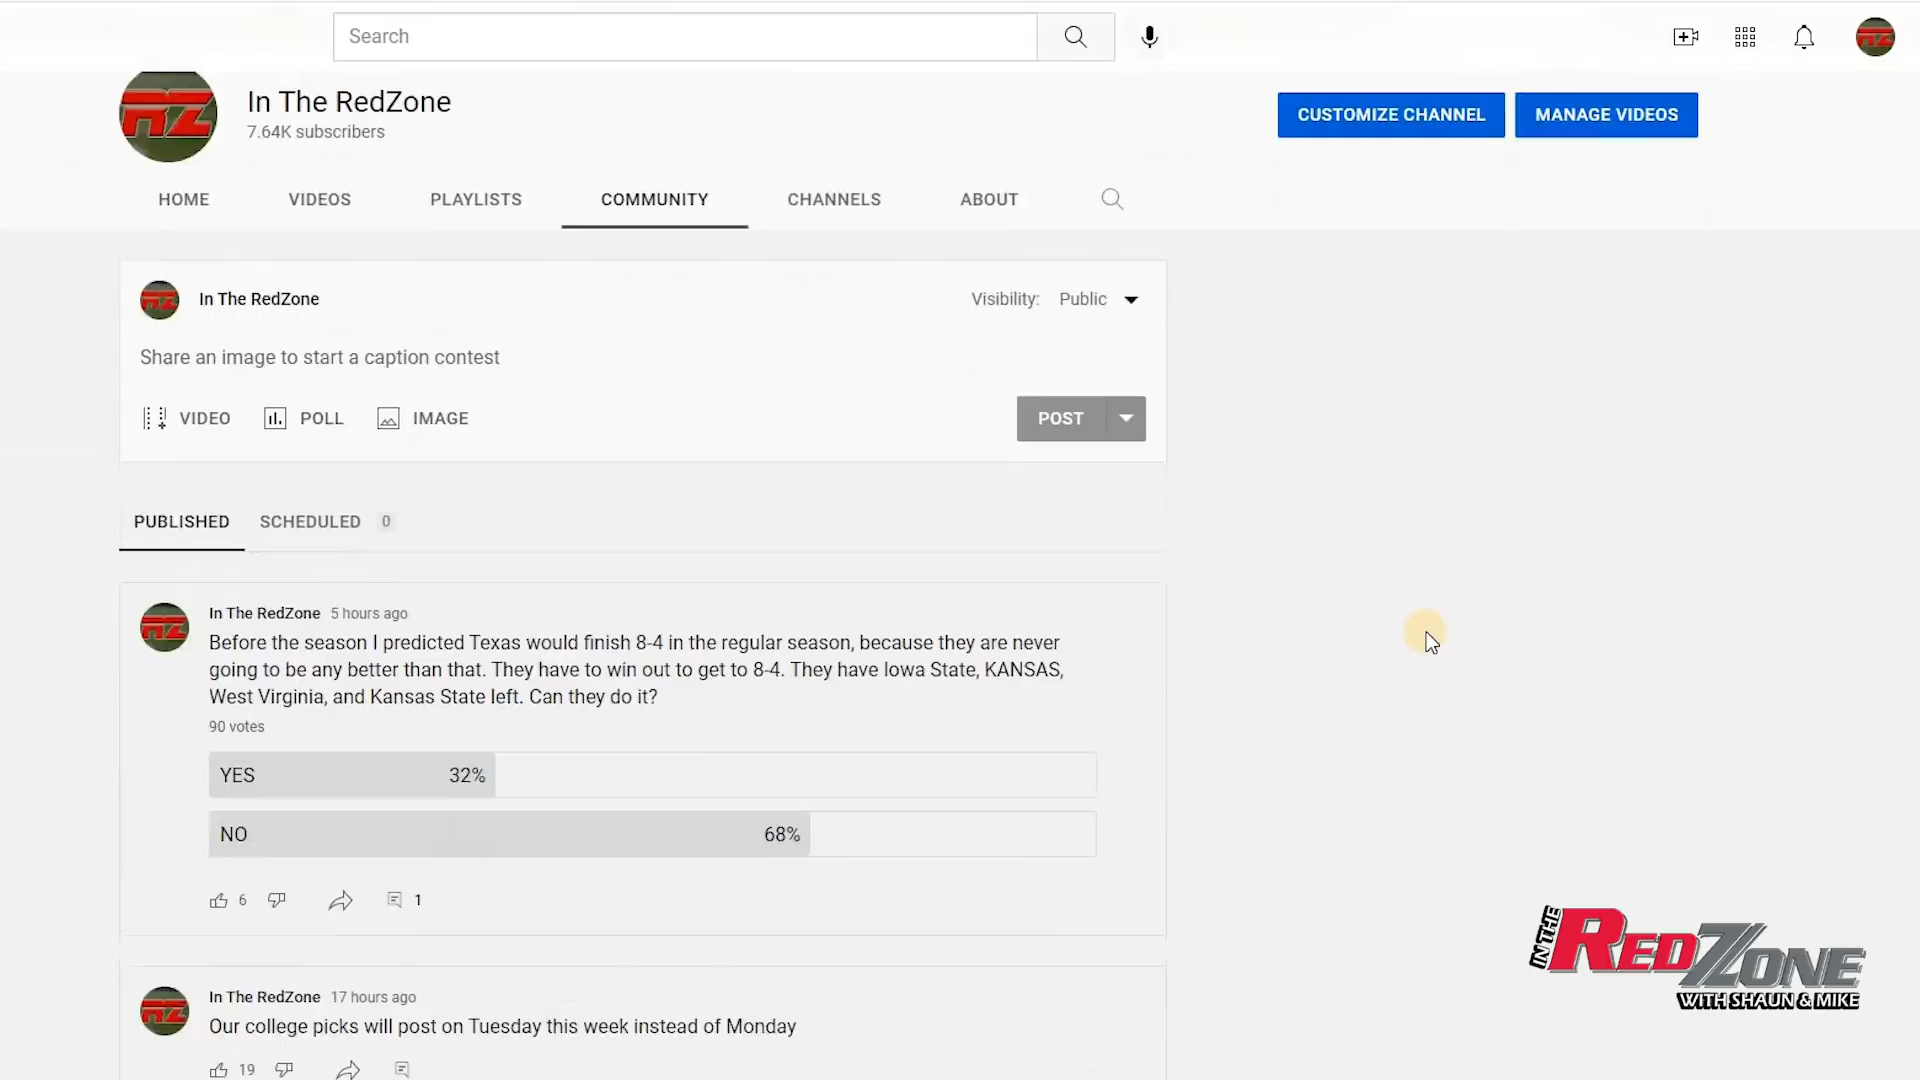 Search
RZ
RZ
In The RedZone
7.64K subscribers
CUSTOMIZE CHANNEL
MANAGE VIDEOS
HOME
VIDEOS
PLAYLISTS
COMMUNITY
CHANNELS
ABOUT
RZ
In The RedZone
Visibility: Public
Share an image to start a caption contest
VIDEO
POLL
IMAGE
POST
PUBLISHED
SCHEDULED 0
RZ
In The RedZone 5 hours ago
Before the season I predicted Texas would finish 8-4 in the regular season, because they are never
going to be any better than that. They have to win out to get to 8-4. They have Iowa State, KANSAS,
West Virginia, and Kansas State left. Can they do it?
90 votes
YES 32%
NO 68%
6
1
RZ
In The RedZone 17 hours ago
Our college picks will post on Tuesday this week instead of Monday
19
IN THE
REDZONE
WITH SHAUN & MIKE